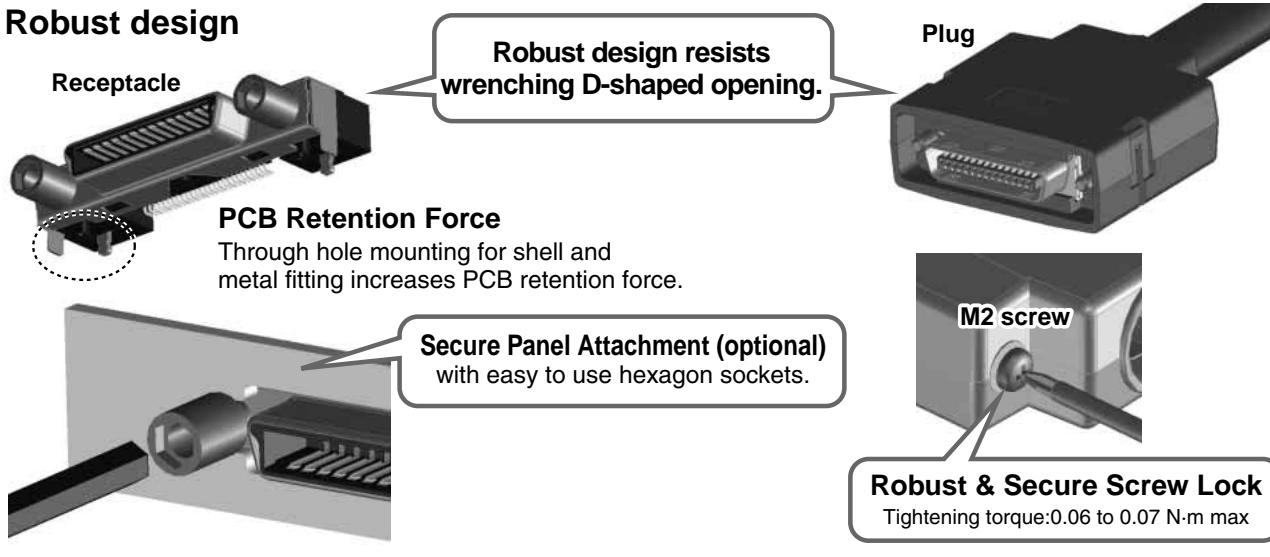 Robust design
Receptacle
Robust design resists
wrenching D-shaped opening.
Plug
PCB Retention Force
Through hole mounting for shell and
metal fitting increases PCB retention force.
Secure Panel Attachment (optional)
with easy to use hexagon sockets.
M2 screw
Robust & Secure Screw Lock
Tightening torque:0.06 to 0.07 N·m max